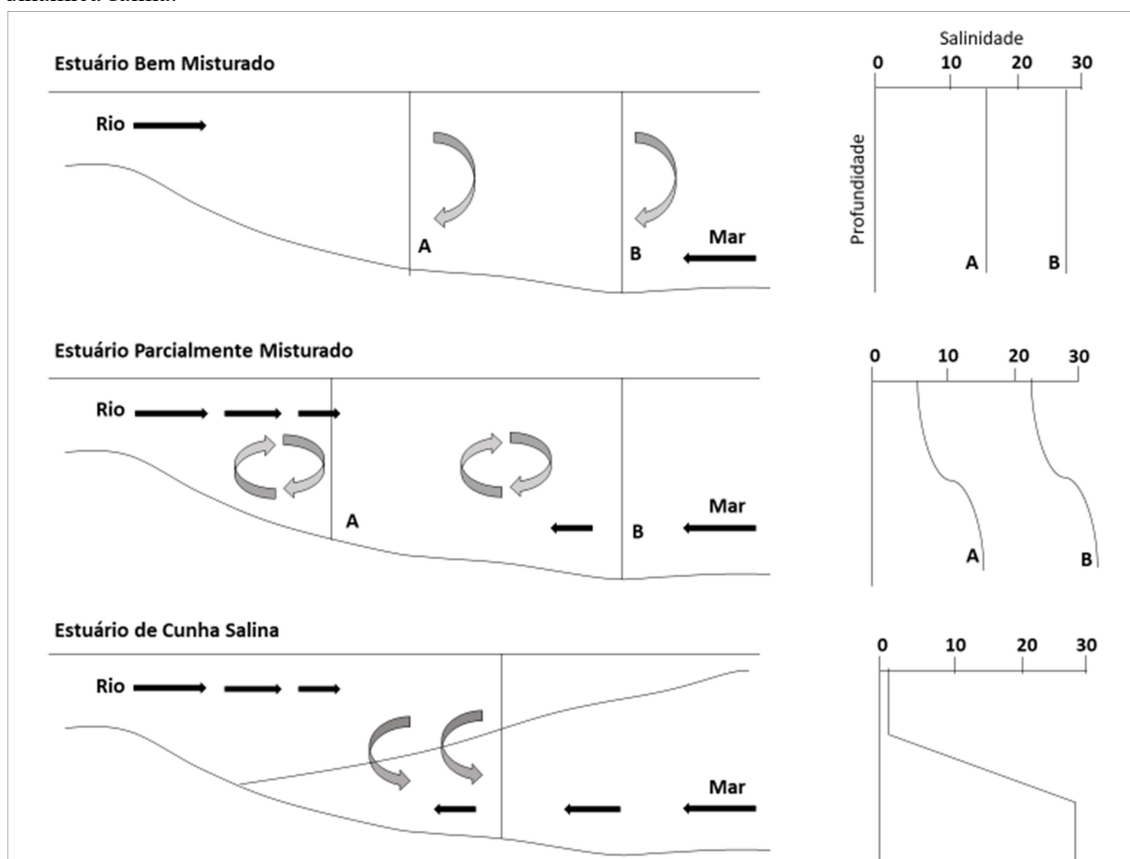 Estuário Bem Misturado
Rio
A
B
Mar
Salinidade
0 10 20 30
Profundidade
A B
Estuário Parcialmente Misturado
Rio
A
B
Mar
0 10 20 30
A B
Estuário de Cunha Salina
Rio
Mar
0 10 20 30